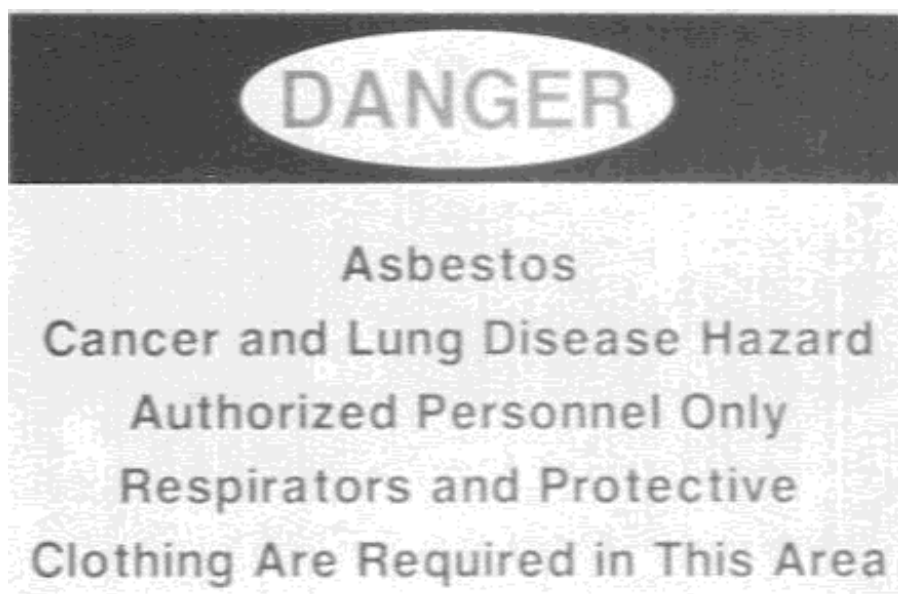 DANGER
Asbestos
Cancer and Lung Disease Hazard
Authorized Personnel Only
Respirators and Protective
Clothing Are Required in This Area